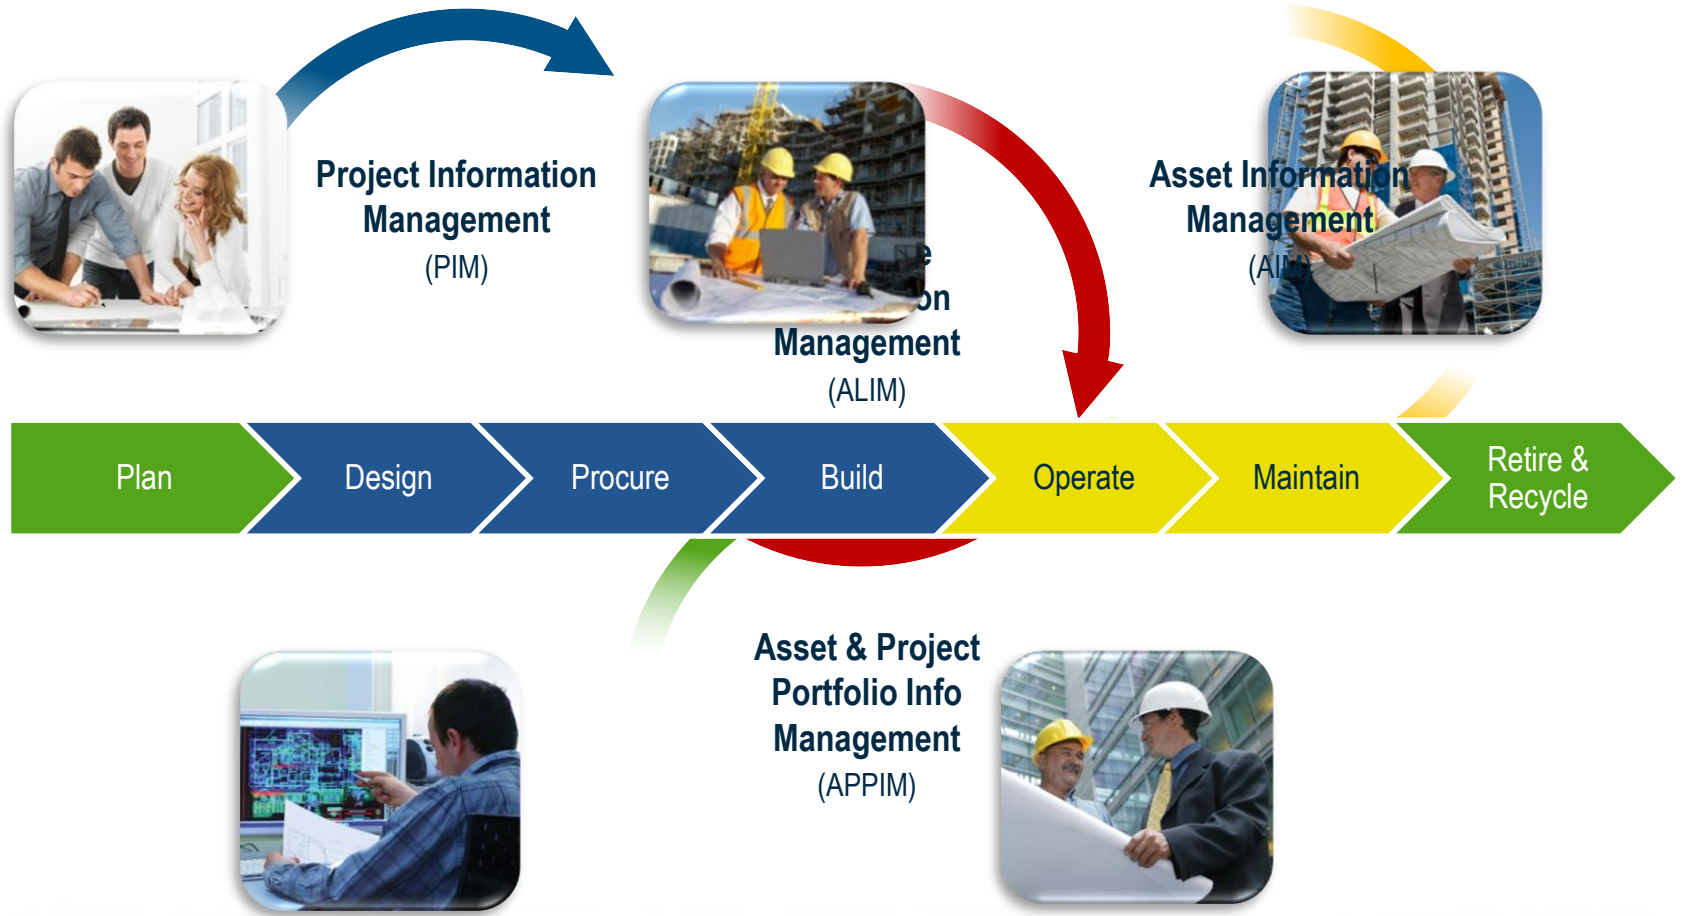 Project Information
Management
(PIM)
Management
(ALIM)
Asset Information
Management
(AIM)
Plan
Design
Procure
Build
Operate
Maintain
Retire &
Recycle
Asset & Project
Portfolio Info
Management
(APPIM)